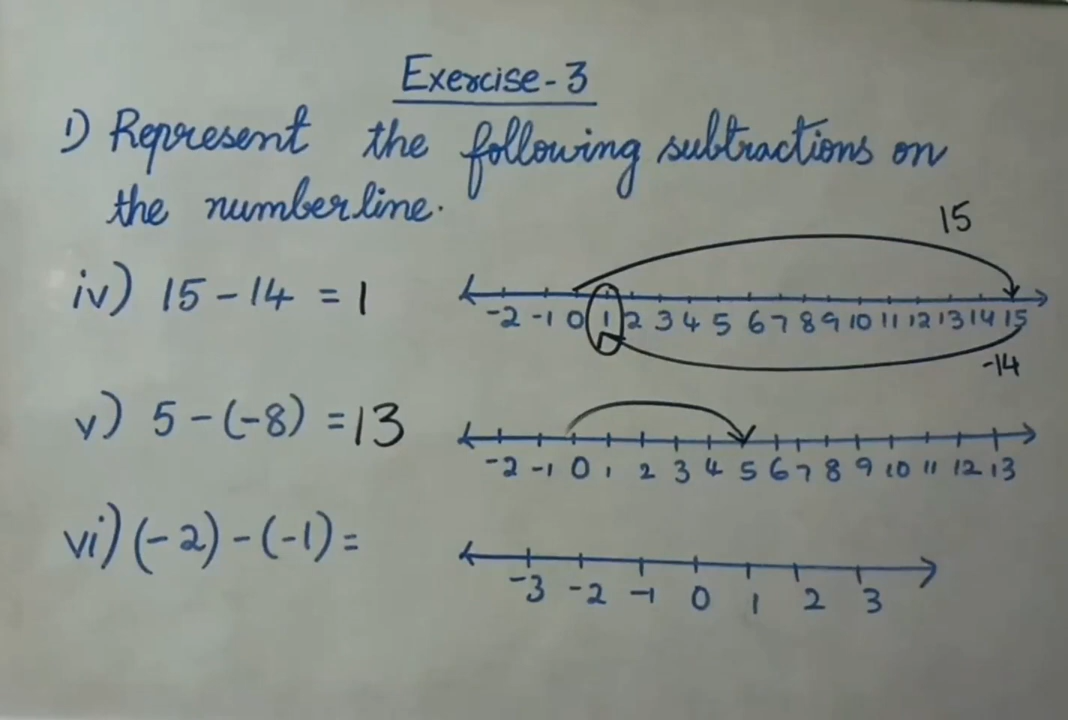 Exercise-3
1) Represent the following subtractions on
the numberline.
15
iv) 15 - 14 = 1
-2 -1 0 1 2 3 4 5 6 7 8 9 10 11 12 13 14 15
-14
v) 5 - (-8) = 13
-2 -1 0 1 2 3 4 5 6 7 8 9 10 11 12 13
vi) (-2) - (-1) =
-3 -2 -1 0 1 2 3